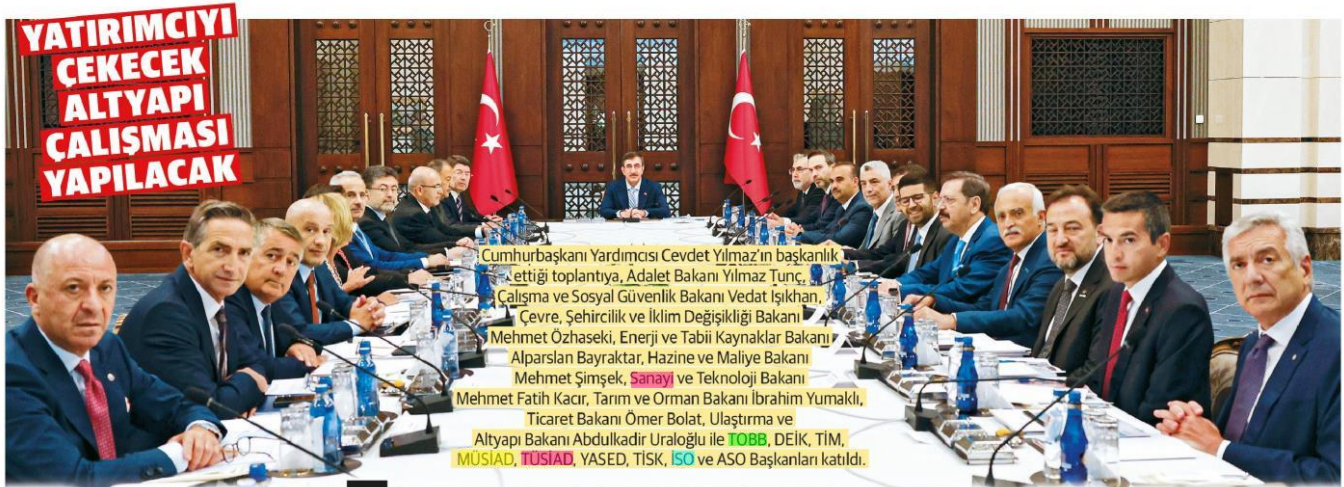 YATIRIMCIYI
ÇEKECEK
ALTYAPI
ÇALIŞMASI
YAPILACAK
Cumhurbaşkanı Yardımcısı Cevdet Yılmaz'ın başkanlık
ettiği toplantıya, Adalet Bakanı Yılmaz Tunç,
Çalışma ve Sosyal Güvenlik Bakanı Vedat Işıkhan,
Çevre, Şehircilik ve İklim Değişikliği Bakanı
Mehmet Özhaseki, Enerji ve Tabii Kaynaklar Bakanı
Alparslan Bayraktar, Hazine ve Maliye Bakanı
Mehmet Şimşek, Sanayi ve Teknoloji Bakanı
Mehmet Fatih Kacır, Tarım ve Orman Bakanı İbrahim Yumaklı,
Ticaret Bakanı Ömer Bolat, Ulaştırma ve
Altyapı Bakanı Abdulkadir Uraloğlu ile TOBB, DEİK, TİM,
MÜSİAD, TÜSİAD, YASED, TİSK, İSO ve ASO Başkanları katıldı.